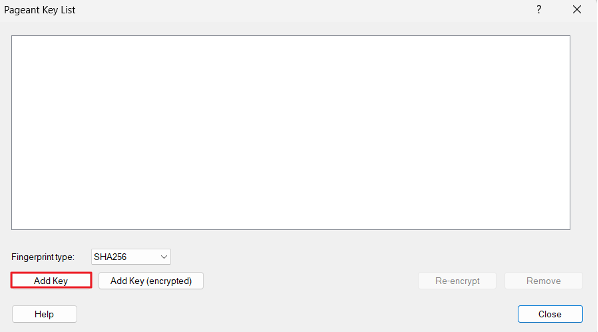 Pageant Key List ?
Fingerprint type: SHA256
Add Key Add Key (encrypted) Re-encrypt Remove
Help Close